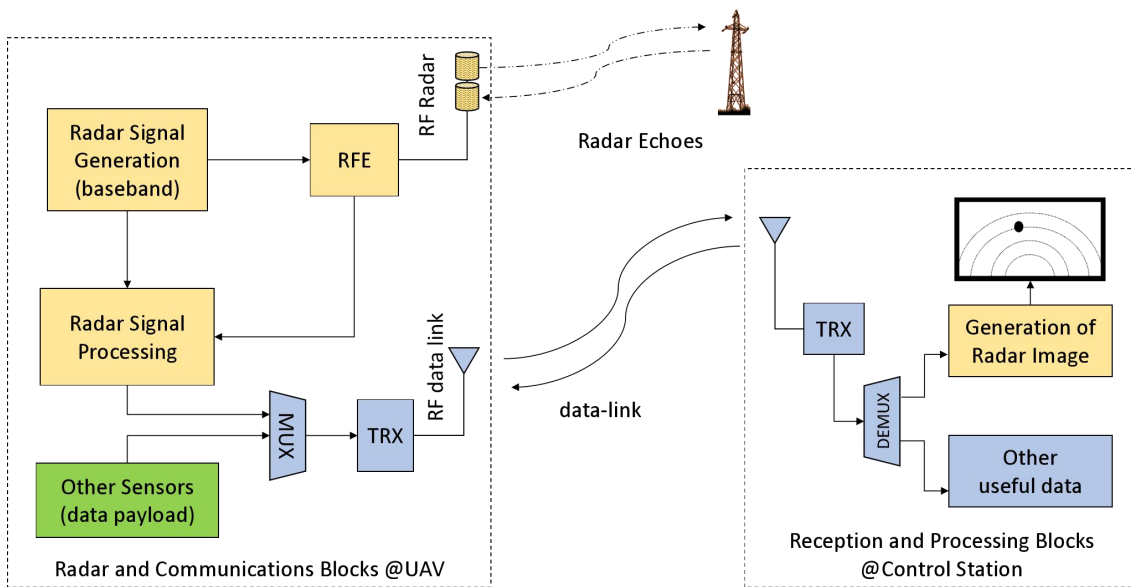 Radar Signal
Generation
(baseband)
RFE
RF Radar
Radar Echoes
Radar Signal
Processing
RF data link
MUX
TRX
Other Sensors
(data payload)
Radar and Communications Blocks @UAV
data-link
TRX
DEMUX
Generation of
Radar Image
Other
useful data
Reception and Processing Blocks
@Control Station